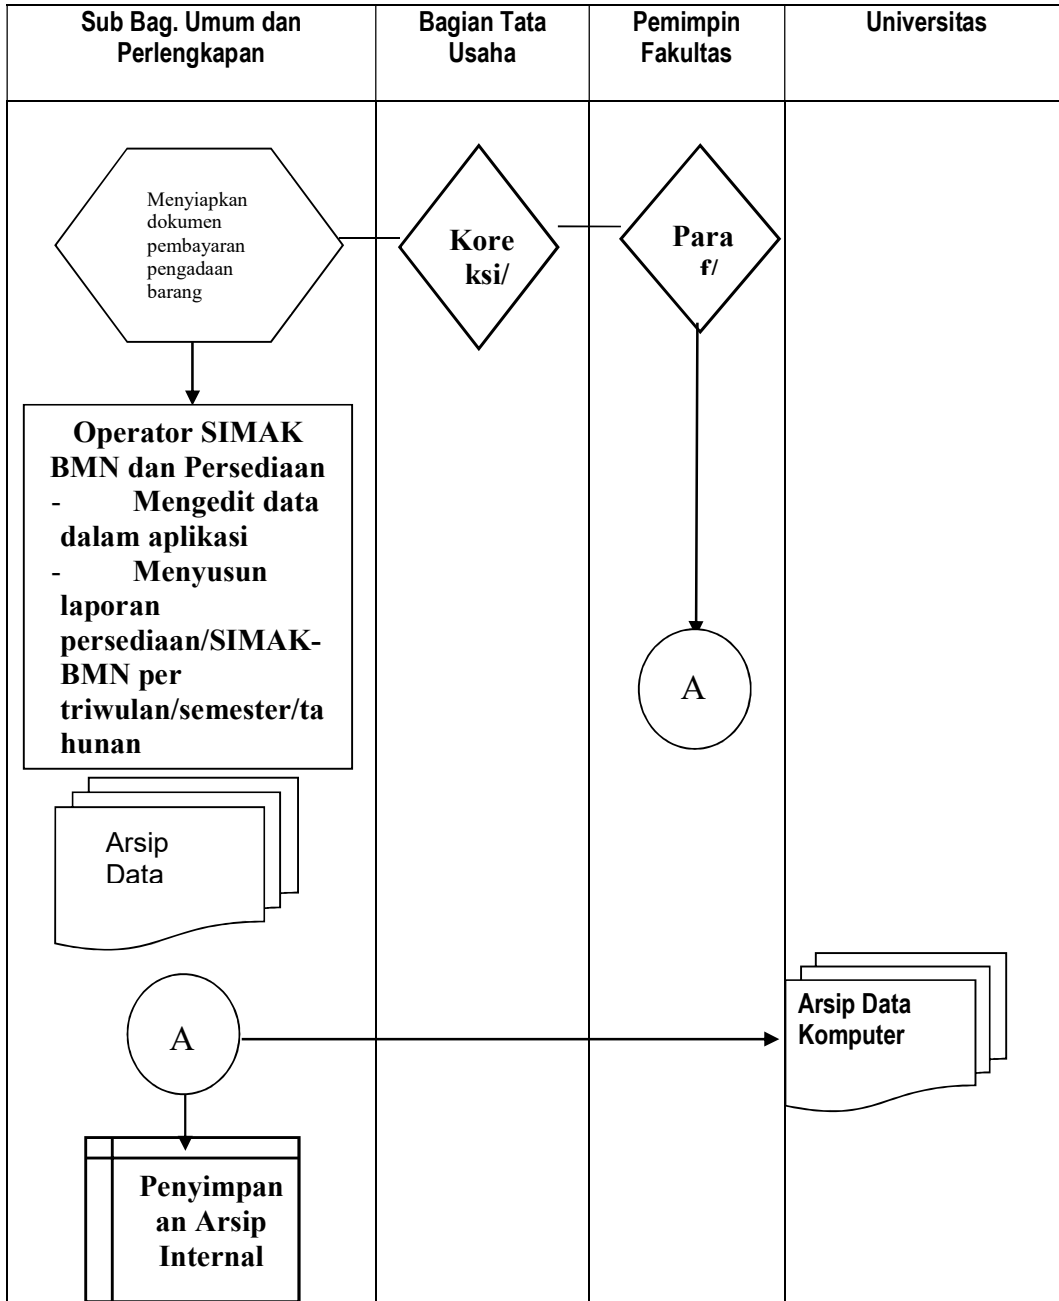 Sub Bag. Umum dan
Perlengkapan
Bagian Tata
Usaha
Pemimpin
Fakultas
Universitas
Menyiapkan
dokumen
pembayaran
pengadaan
barang
Kore
ksi/
Para
f/
Operator SIMAK
BMN dan Persediaan
- Mengedit data
dalam aplikasi
- Menyusun
laporan
persediaan/SIMAK-
BMN per
triwulan/semester/ta
hunan
A
Arsip
Data
A
Arsip Data
Komputer
Penyimpan
an Arsip
Internal